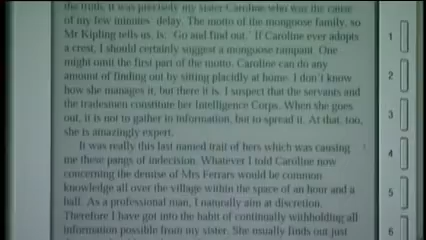 the truth, it was precisely my sister Caroline who was the cause
of my few minutes' delay. The motto of the mongoose family, so
Mr Kipling tells us, is: 'Go and find out.' If Caroline ever adopts
a crest, I should certainly suggest a mongoose rampant. One
might omit the first part of the motto. Caroline can do any
amount of finding out by sitting placidly at home. I don't know
how she manages it, but there it is. I suspect that the servants and
the tradesmen constitute her Intelligence Corps. When she goes
out, it is not to gather in information, but to spread it. At that, too,
she is amazingly expert.
It was really this last named trait of hers which was causing
me these pangs of indecision. Whatever I told Caroline now
concerning the demise of Mrs Ferrars would be common
knowledge all over the village within the space of an hour and a
half. As a professional man, I naturally aim at discretion.
Therefore I have got into the habit of continually withholding all
information possible from my sister. She usually finds out just
1
2
3
4
5
6